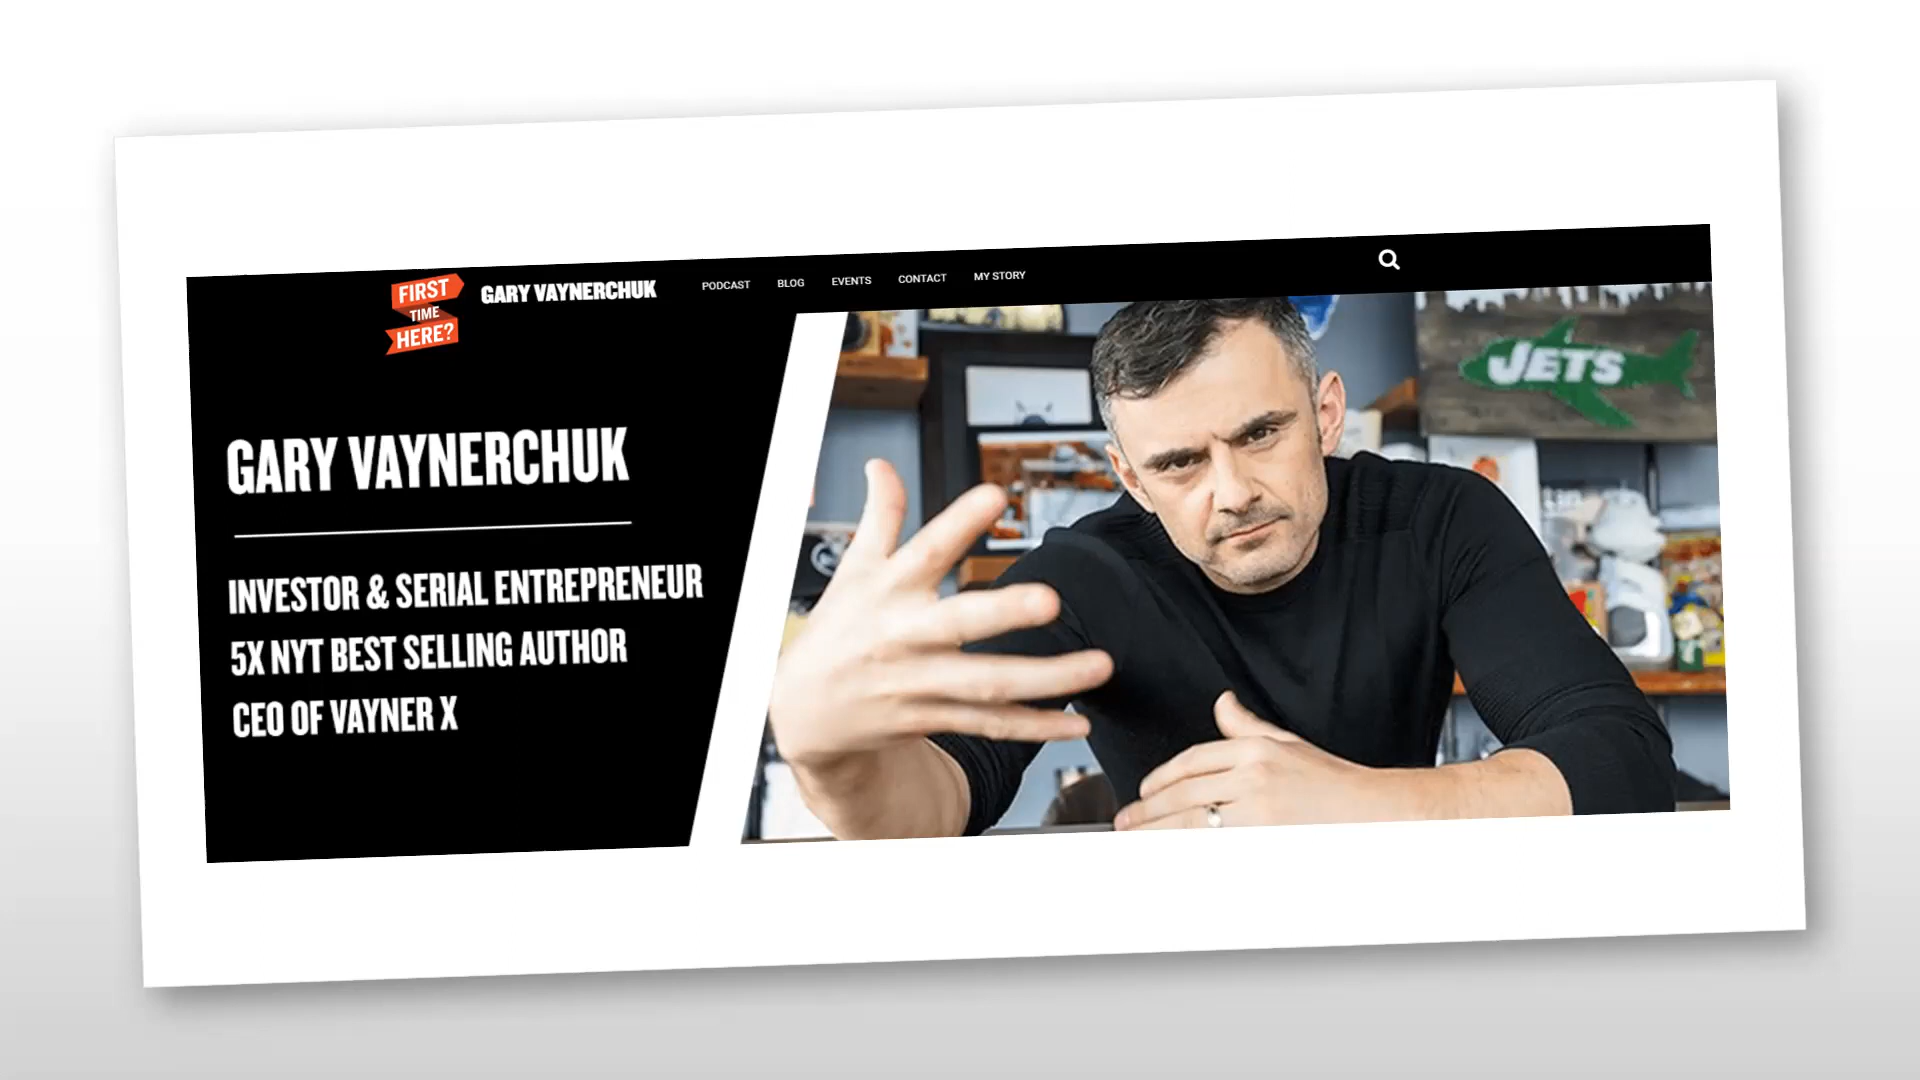 FIRST
TIME
HERE?
GARY VAYNERCHUK
PODCAST BLOG EVENTS CONTACT MY STORY
JETS
GARY VAYNERCHUK
INVESTOR & SERIAL ENTREPRENEUR
5X NYT BEST SELLING AUTHOR
CEO OF VAYNER X